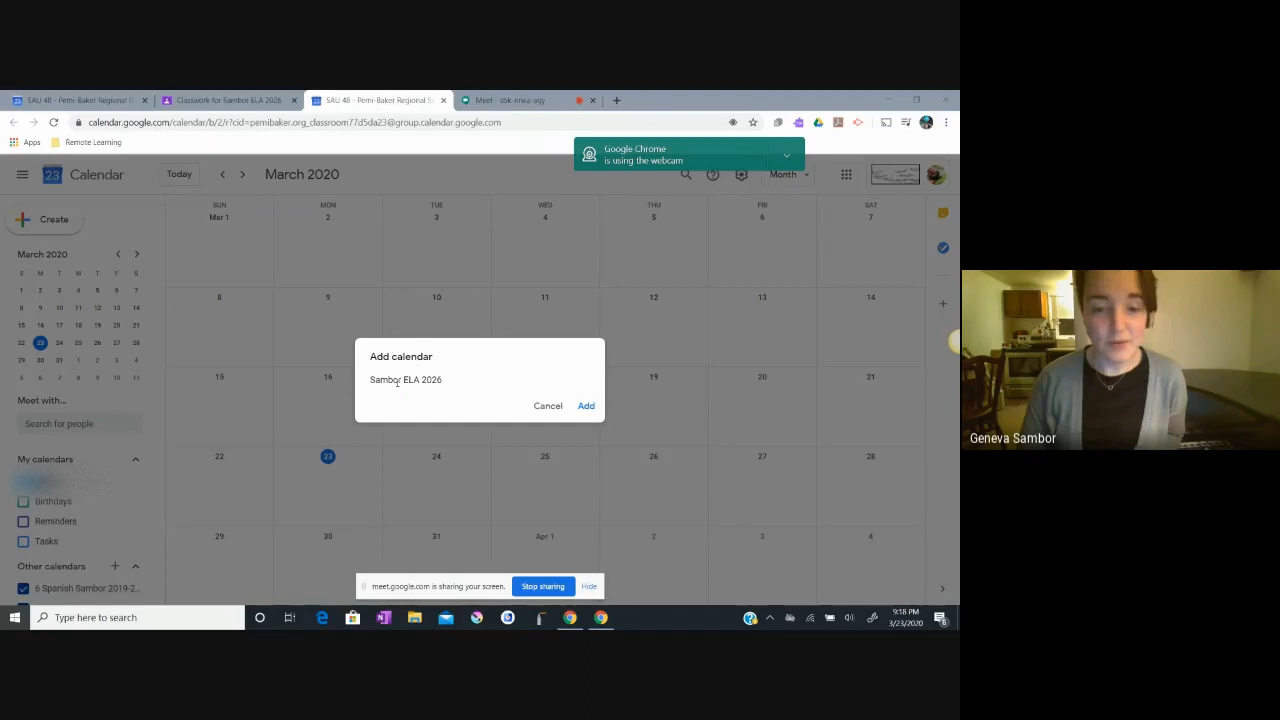 SAU 48 - Pemi-Baker Regional S
Classwork for Sambor ELA 2026
SAU 48 - Pemi-Baker Regional S
Meet - sbk-nrwa-aqy
calendar.google.com/calendar/b/2/r?cid=pemibaker.org_classroom77d5da23@group.calendar.google.com
Apps
Remote Learning
Google Chrome
is using the webcam
23 Calendar
Today
March 2020
Month
Create
SUN MON TUE WED THU FRI SAT
Mar 1 2 3 4 5 6 7
March 2020
S M T W T F S
1 2 3 4 5 6 7
8 9 10 11 12 13 14
15 16 17 18 19 20 21
22 23 24 25 26 27 28
29 30 31 1 2 3 4
5 6 7 8 9 10 11
8 9 10 11 12 13 14
Add calendar
Sambor ELA 2026
Cancel Add
15 16 19 20 21
Meet with...
Search for people
My calendars
Birthdays
Reminders
Tasks
Other calendars
6 Spanish Sambor 2019-2...
22 23 24 25 26 27 28
29 30 31 Apr 1 2 3 4
meet.google.com is sharing your screen.
Stop sharing
Hide
Geneva Sambor
Type here to search
9:18 PM
3/23/2020